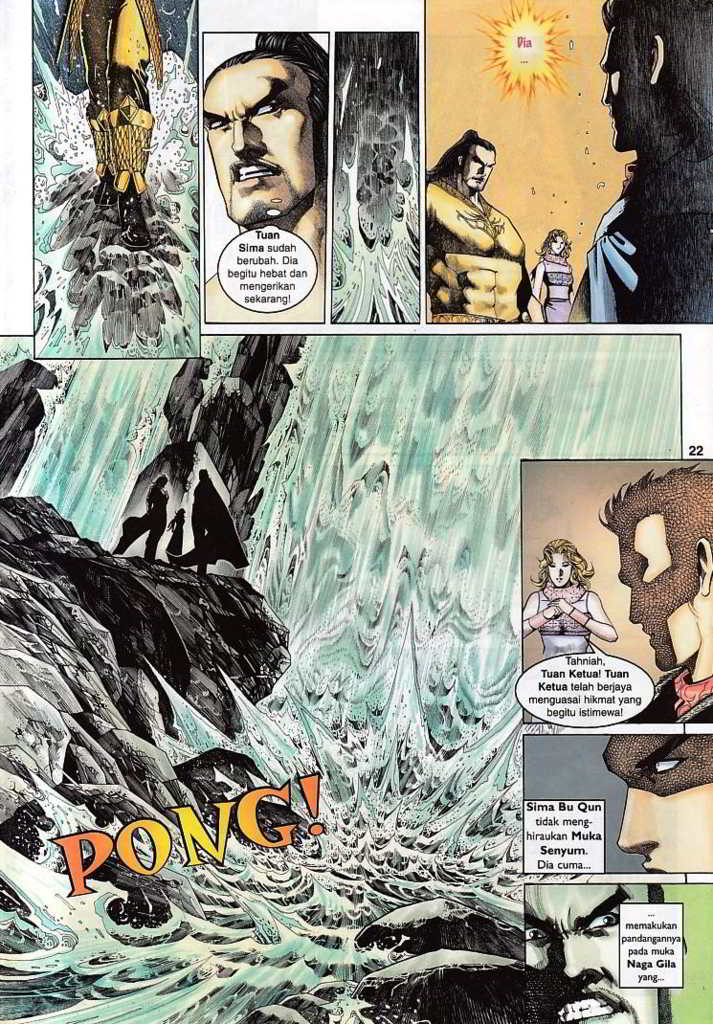 Tuan
Sima sudah
berubah. Dia
begitu hebat dan
mengerikan
sekarang!
Dia
...
22
Tahniah,
Tuan Ketua! Tuan
Ketua telah berjaya
menguasai hikmat yang
begitu istimewa!
PONG!
Sima Bu Qun
tidak meng-
hiraukan Muka
Senyum.
Dia cuma...
...
memakukan
pandangannya
pada muka
Naga Gila
yang...